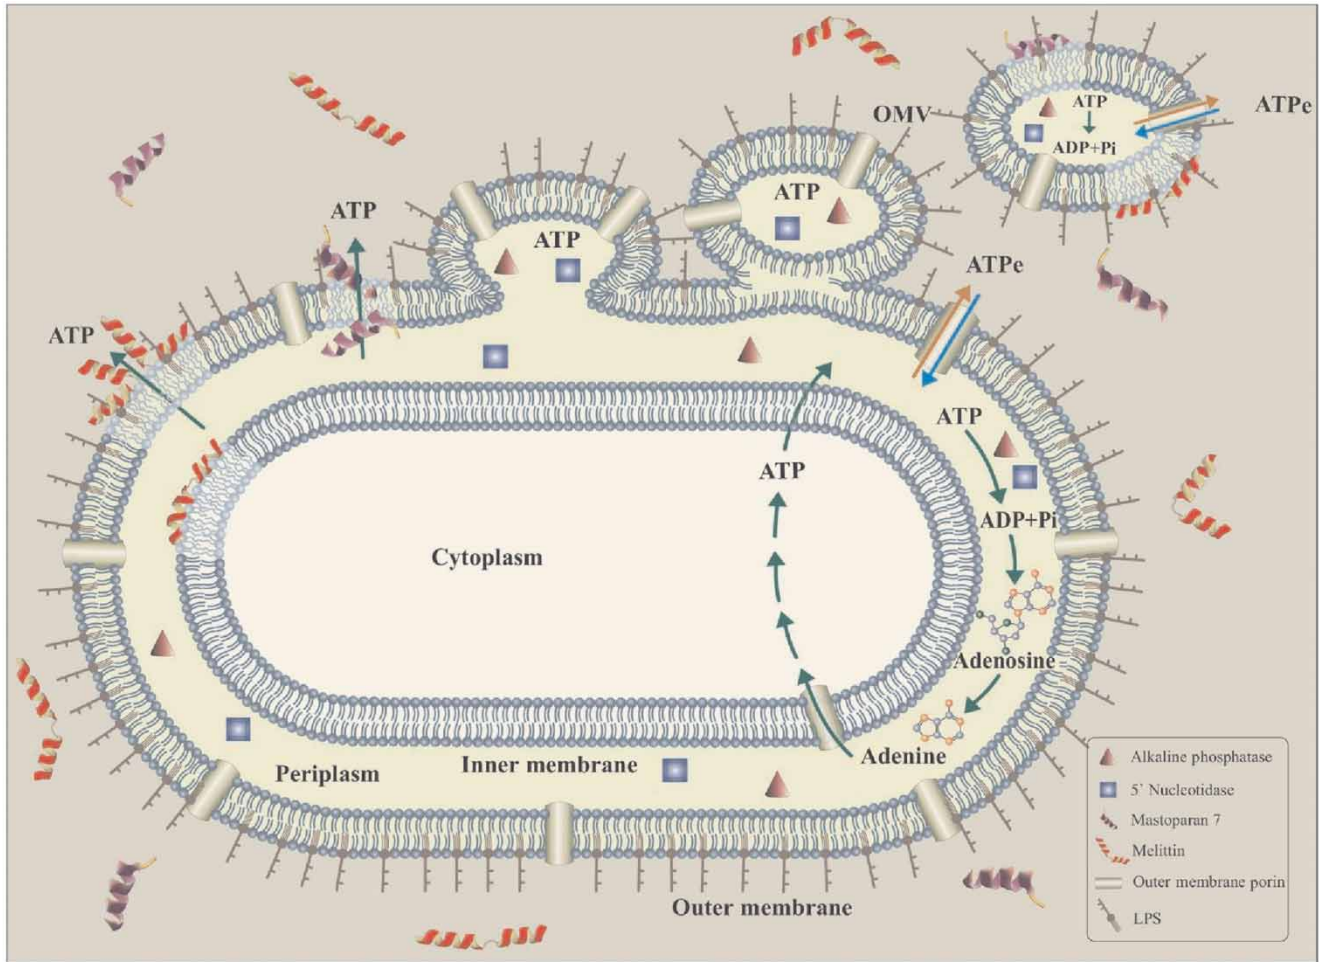 OMV
ATP
ADP+Pi
ATPe
ATP
ATP
ATP
ATPe
ATP
ATP
ATP
ADP+Pi
Cytoplasm
Adenosine
Adenine
Inner membrane
Periplasm
Outer membrane
Alkaline phosphatase
5' Nucleotidase
Mastoparan 7
Melittin
Outer membrane porin
LPS